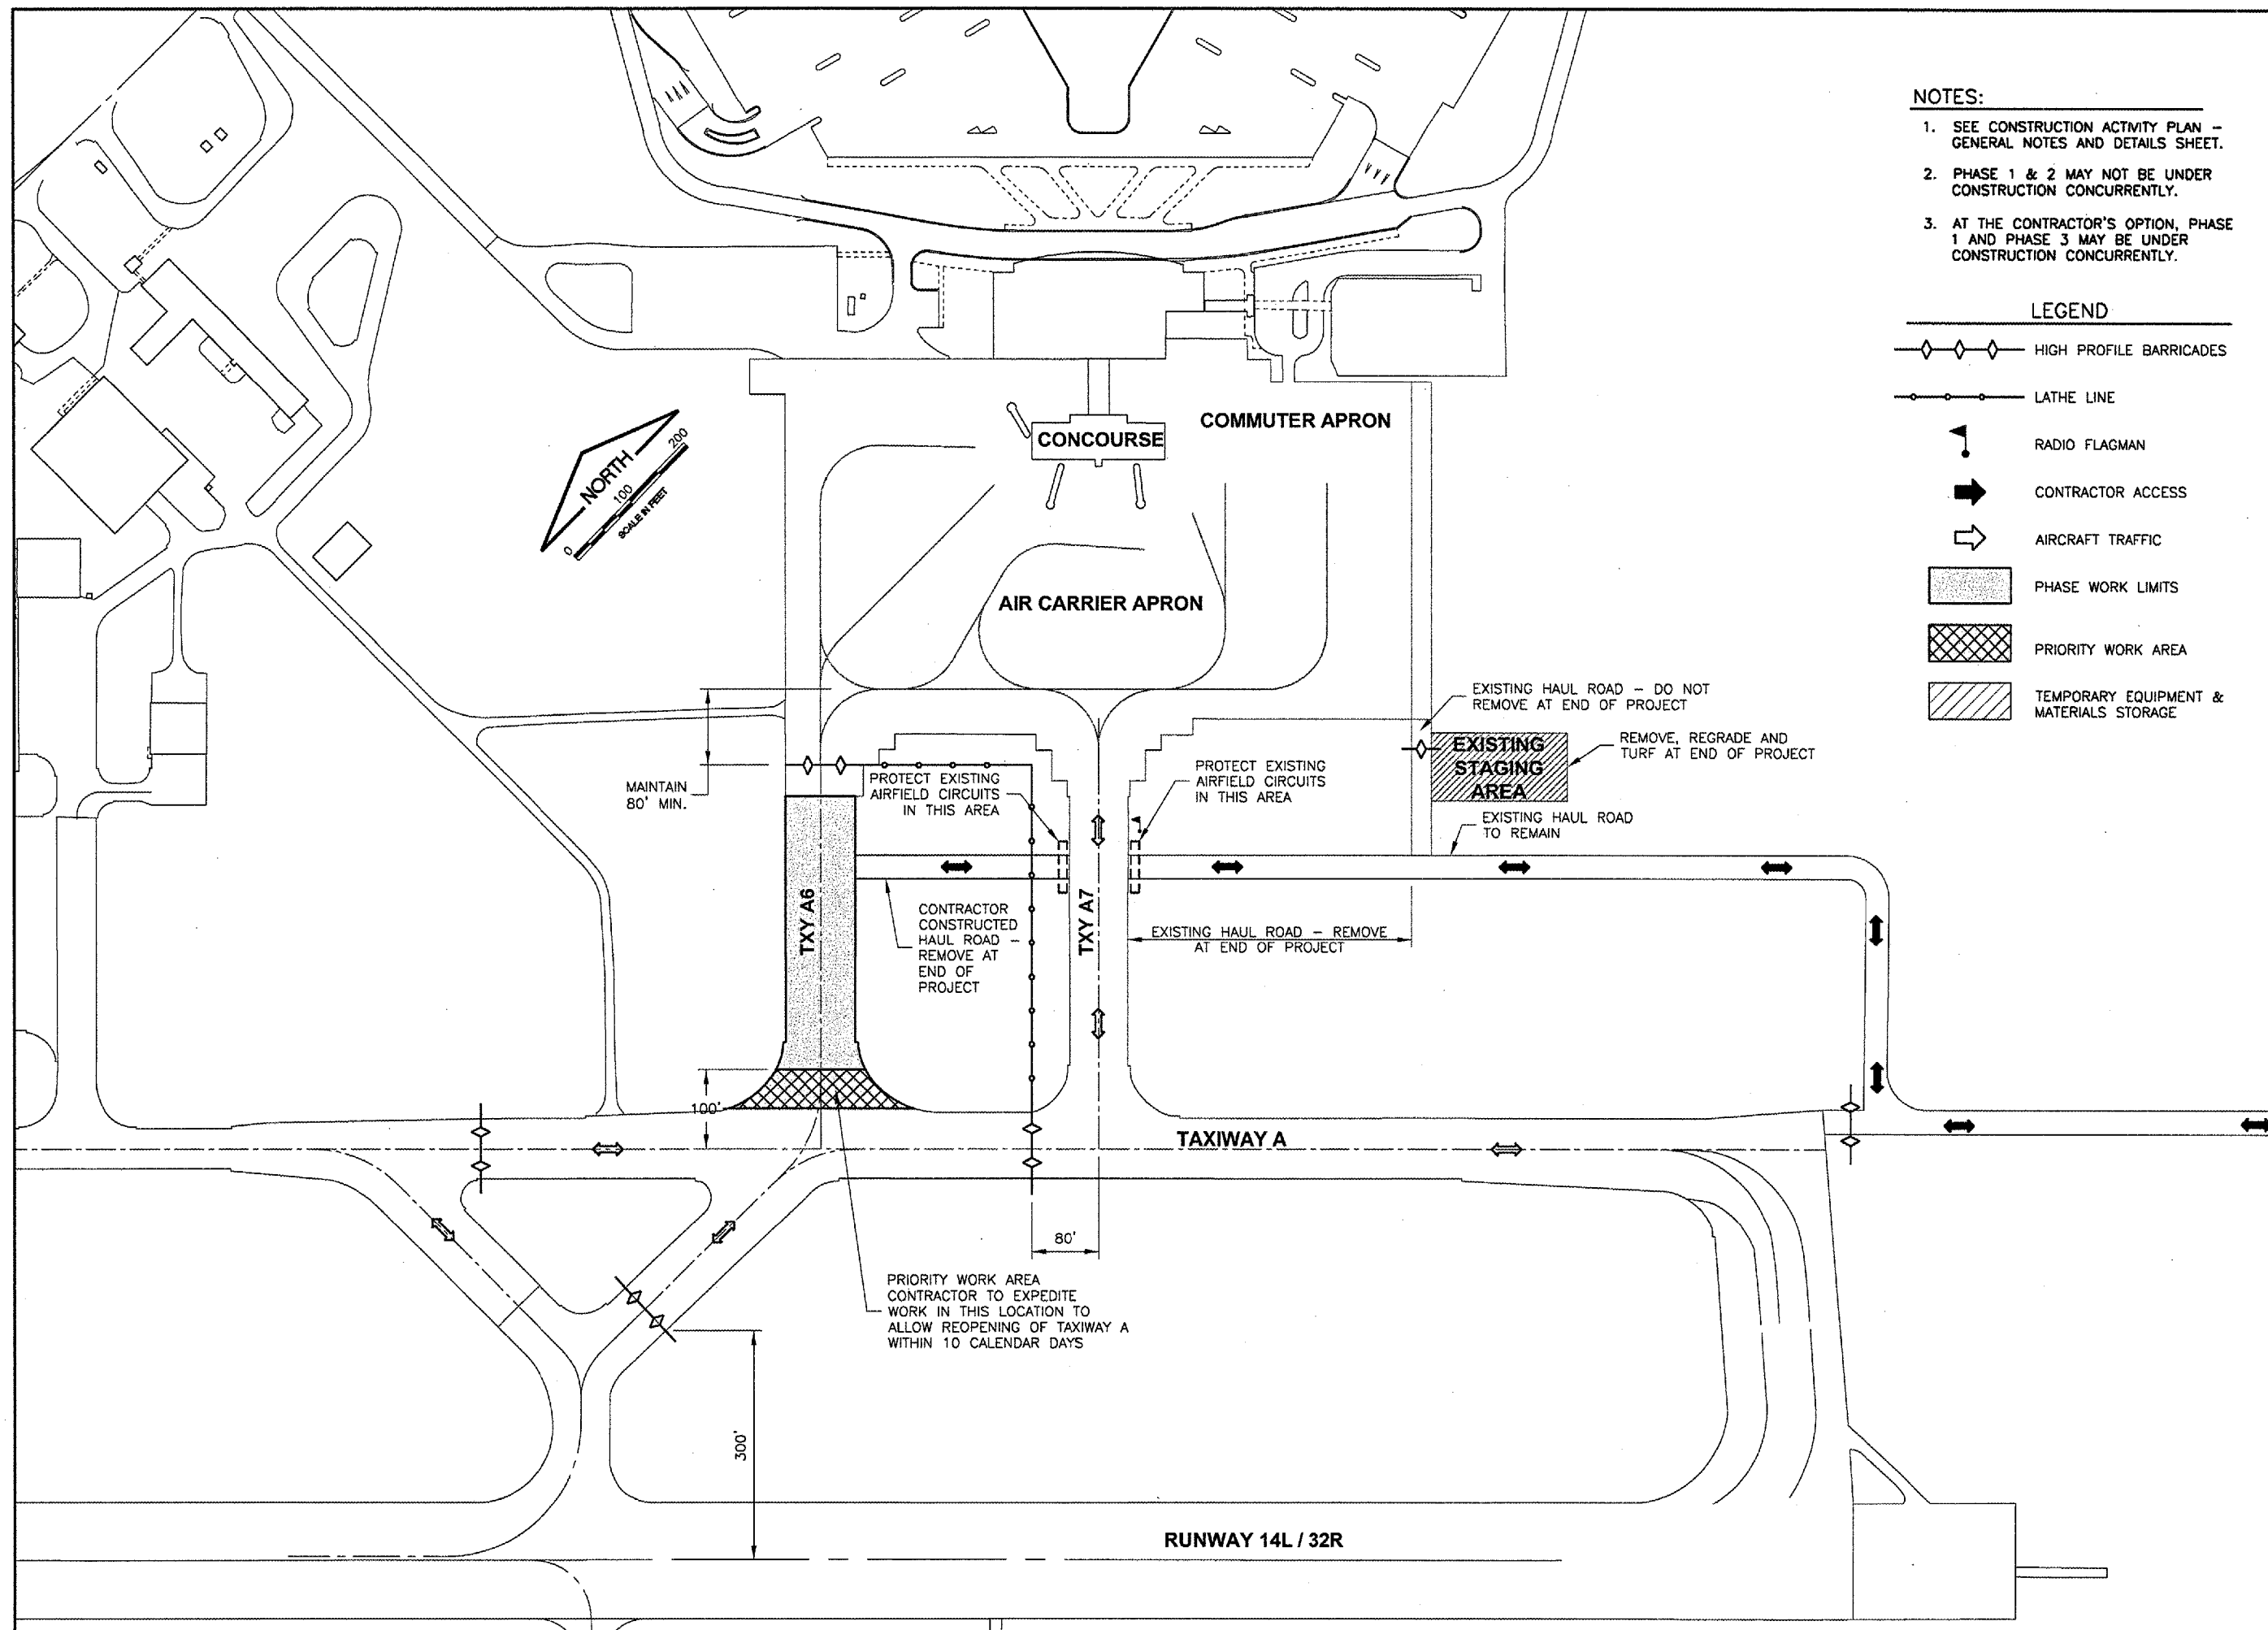 NOTES:
1. SEE CONSTRUCTION ACTIVITY PLAN –
GENERAL NOTES AND DETAILS SHEET.
2. PHASE 1 & 2 MAY NOT BE UNDER
CONSTRUCTION CONCURRENTLY.
3. AT THE CONTRACTOR'S OPTION, PHASE
1 AND PHASE 3 MAY BE UNDER
CONSTRUCTION CONCURRENTLY.
LEGEND
HIGH PROFILE BARRICADES
LATHE LINE
RADIO FLAGMAN
CONTRACTOR ACCESS
AIRCRAFT TRAFFIC
PHASE WORK LIMITS
PRIORITY WORK AREA
TEMPORARY EQUIPMENT &
MATERIALS STORAGE
COMMUTER APRON
CONCOURSE
NORTH
0 100 200
SCALE IN FEET
AIR CARRIER APRON
EXISTING HAUL ROAD – DO NOT
REMOVE AT END OF PROJECT
EXISTING
STAGING
AREA
REMOVE, REGRADE AND
TURF AT END OF PROJECT
MAINTAIN
80' MIN.
PROTECT EXISTING
AIRFIELD CIRCUITS
IN THIS AREA
PROTECT EXISTING
AIRFIELD CIRCUITS
IN THIS AREA
EXISTING HAUL ROAD
TO REMAIN
TXY A6
CONTRACTOR
CONSTRUCTED
HAUL ROAD –
REMOVE AT
END OF
PROJECT
TXY A7
EXISTING HAUL ROAD – REMOVE
AT END OF PROJECT
100'
TAXIWAY A
80'
PRIORITY WORK AREA
CONTRACTOR TO EXPEDITE
WORK IN THIS LOCATION TO
ALLOW REOPENING OF TAXIWAY A
WITHIN 10 CALENDAR DAYS
300'
RUNWAY 14L / 32R